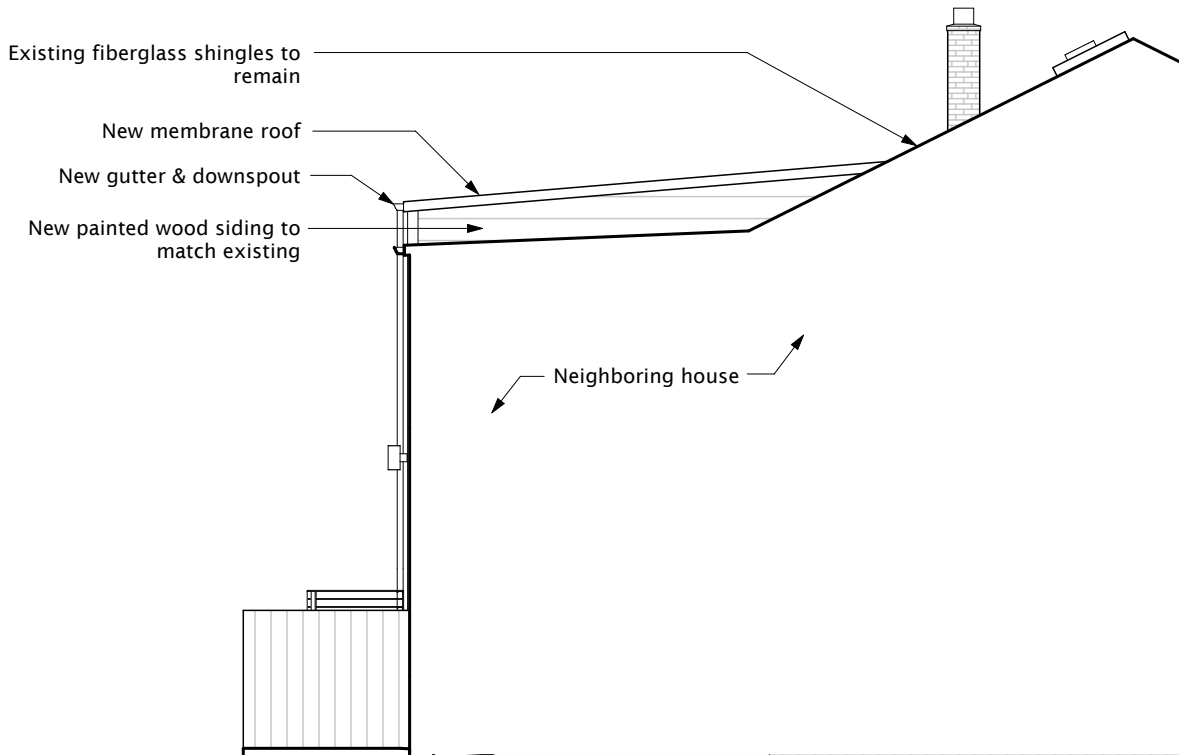 Existing fiberglass shingles to
remain
New membrane roof
New gutter & downspout
New painted wood siding to
match existing
Neighboring house